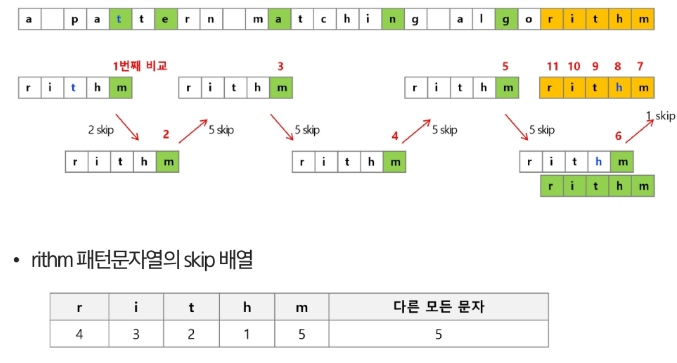 a p a t t e r n m a t c h i n g a l g o r i t h m
1번째 비교 3 5 11 10 9 8 7
r i t h m r i t h m r i t h m r i t h m
2 skip 2 5 skip 5 skip 4 5 skip 5 skip 6 1 skip
r i t h m r i t h m r i t h m
r i t h m
• rithm 패턴문자열의 skip 배열
r i t h m 다른 모든 문자
4 3 2 1 5 5